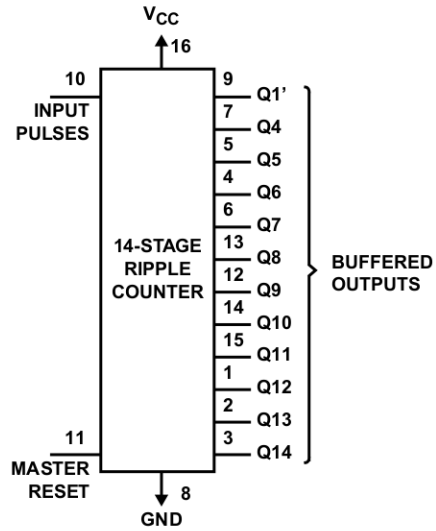 VCC
16
10
INPUT
PULSES
9
Q1’
7
Q4
5
Q5
4
Q6
6
Q7
14-STAGE
RIPPLE
COUNTER
13
Q8
12
Q9
14
Q10
15
Q11
1
Q12
2
Q13
3
Q14
BUFFERED
OUTPUTS
11
MASTER
RESET
8
GND